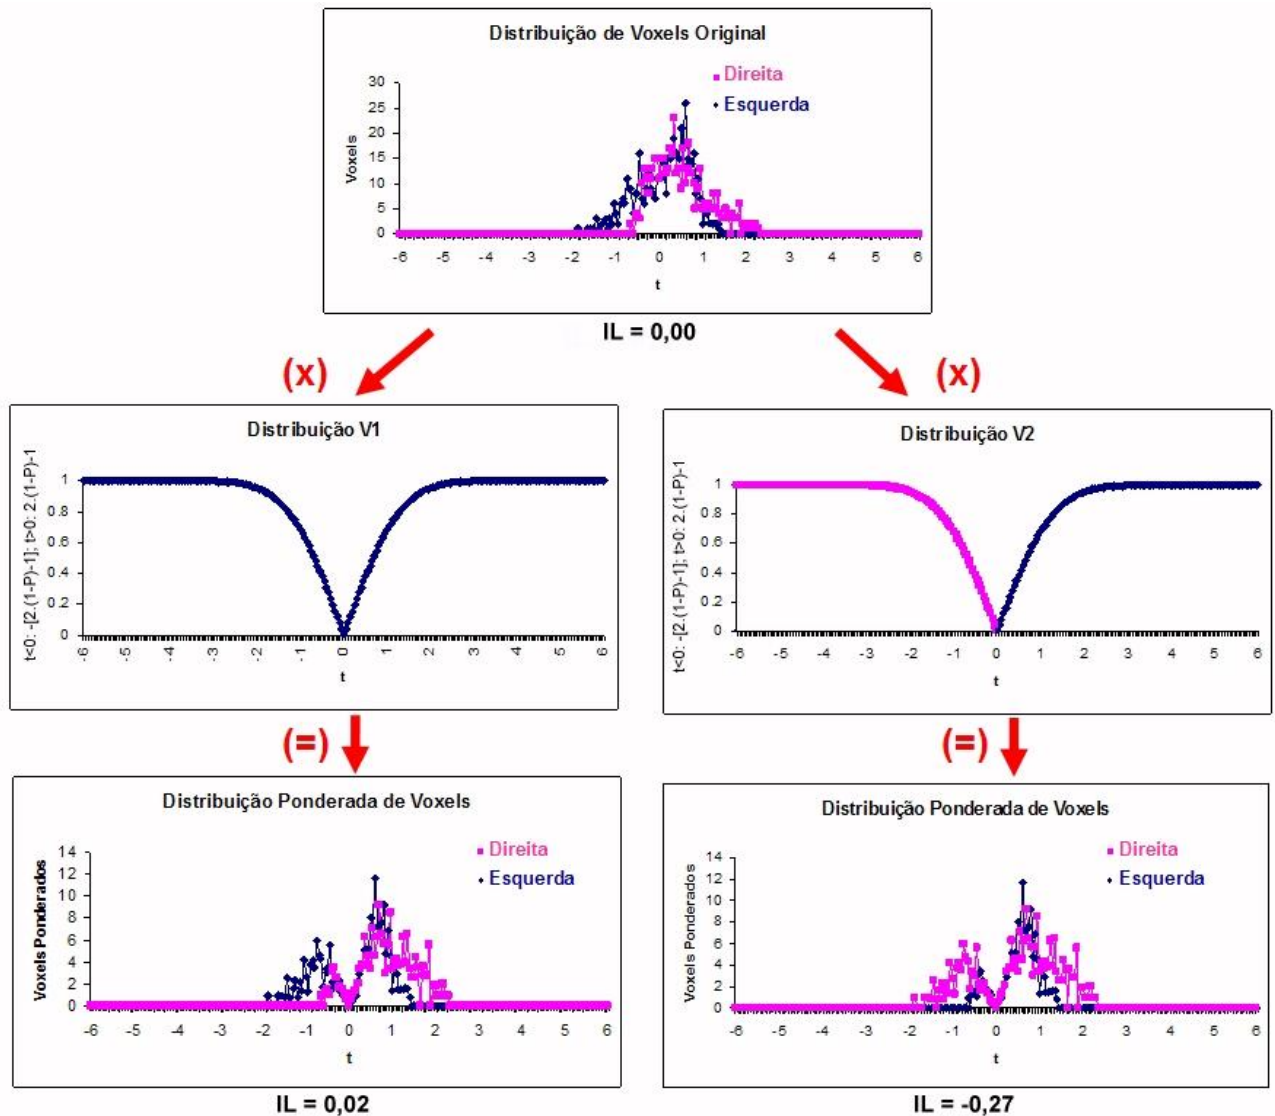 Distribuição de Voxels Original
Direita
Esquerda
Voxels
30
25
20
15
10
5
0
-6 -5 -4 -3 -2 -1 0 1 2 3 4 5 6
t
IL = 0,00
(x)
(x)
Distribuição V1
t<0: -[2.(1-P)-1]; t>0: 2.(1-P)-1
1
0.8
0.6
0.4
0.2
0
-6 -5 -4 -3 -2 -1 0 1 2 3 4 5 6
t
Distribuição V2
t<0: -[2.(1-P)-1]; t>0: 2.(1-P)-1
1
0.8
0.6
0.4
0.2
0
-6 -5 -4 -3 -2 -1 0 1 2 3 4 5 6
t
(=)
(=)
Distribuição Ponderada de Voxels
Direita
Esquerda
Voxels Ponderados
14
12
10
8
6
4
2
0
-6 -5 -4 -3 -2 -1 0 1 2 3 4 5 6
t
IL = 0,02
Distribuição Ponderada de Voxels
Direita
Esquerda
Voxels Ponderados
14
12
10
8
6
4
2
0
-6 -5 -4 -3 -2 -1 0 1 2 3 4 5 6
t
IL = -0,27